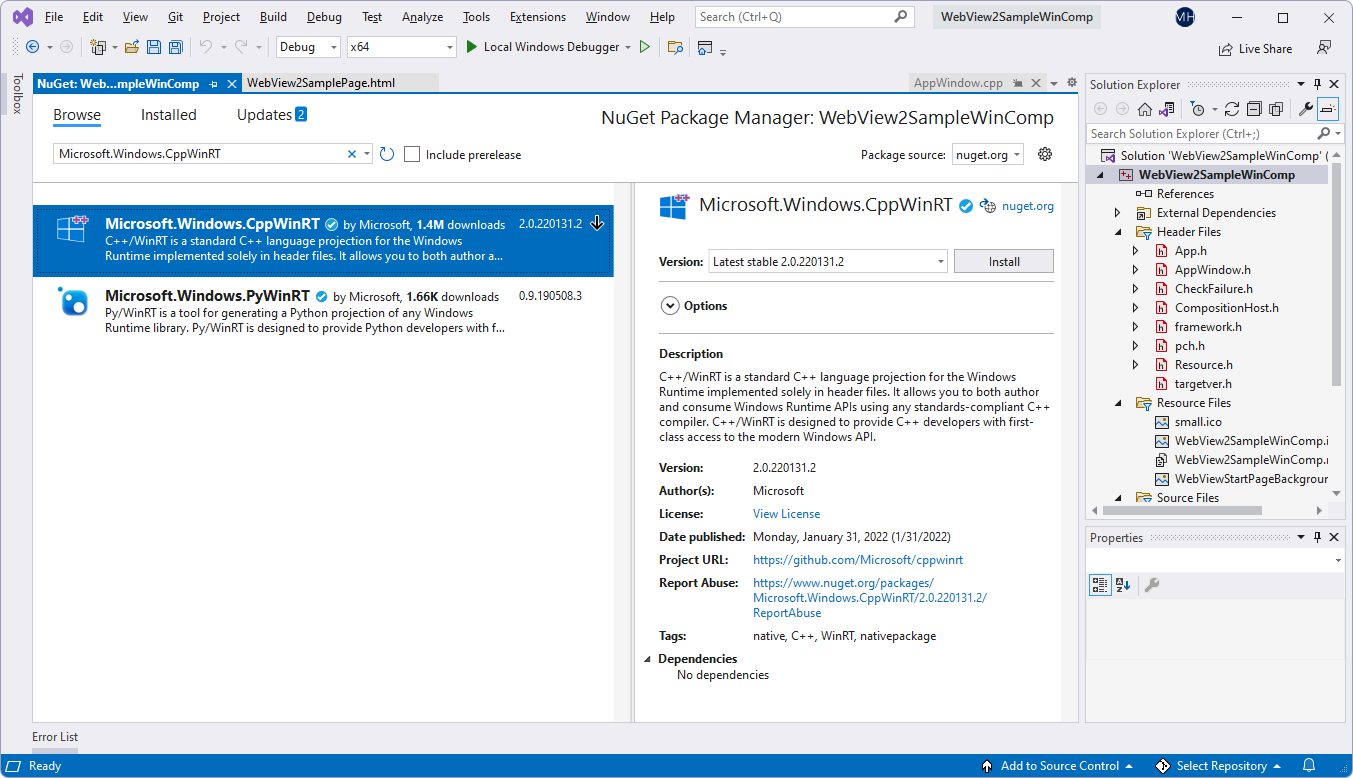 File Edit View Git Project Build Debug Test Analyze Tools Extensions Window Help Search (Ctrl+Q) WebView2SampleWinComp MH
Debug x64 Local Windows Debugger Live Share
Toolbox
NuGet: Web...mpleWinComp WebView2SamplePage.html AppWindow.cpp
Browse Installed Updates 2
NuGet Package Manager: WebView2SampleWinComp
Microsoft.Windows.CppWinRT Include prerelease Package source: nuget.org
Microsoft.Windows.CppWinRT by Microsoft, 1.4M downloads 2.0.220131.2
C++/WinRT is a standard C++ language projection for the Windows
Runtime implemented solely in header files. It allows you to both author a...
Microsoft.Windows.PyWinRT by Microsoft, 1.66K downloads 0.9.190508.3
Py/WinRT is a tool for generating a Python projection of any Windows
Runtime library. Py/WinRT is designed to provide Python developers with f...
Microsoft.Windows.CppWinRT nuget.org
Version: Latest stable 2.0.220131.2 Install
Options
Description
C++/WinRT is a standard C++ language projection for the Windows
Runtime implemented solely in header files. It allows you to both author
and consume Windows Runtime APIs using any standards-compliant C++
compiler. C++/WinRT is designed to provide C++ developers with first-
class access to the modern Windows API.
Version: 2.0.220131.2
Author(s): Microsoft
License: View License
Date published: Monday, January 31, 2022 (1/31/2022)
Project URL: https://github.com/Microsoft/cppwinrt
Report Abuse: https://www.nuget.org/packages/
Microsoft.Windows.CppWinRT/2.0.220131.2/
ReportAbuse
Tags: native, C++, WinRT, nativepackage
Dependencies
No dependencies
Solution Explorer
Search Solution Explorer (Ctrl+;)
Solution 'WebView2SampleWinComp' (
WebView2SampleWinComp
References
External Dependencies
Header Files
App.h
AppWindow.h
CheckFailure.h
CompositionHost.h
framework.h
pch.h
Resource.h
targetver.h
Resource Files
small.ico
WebView2SampleWinComp.i
WebView2SampleWinComp.r
WebViewStartPageBackgrour
Source Files
Properties
Error List
Ready Add to Source Control Select Repository